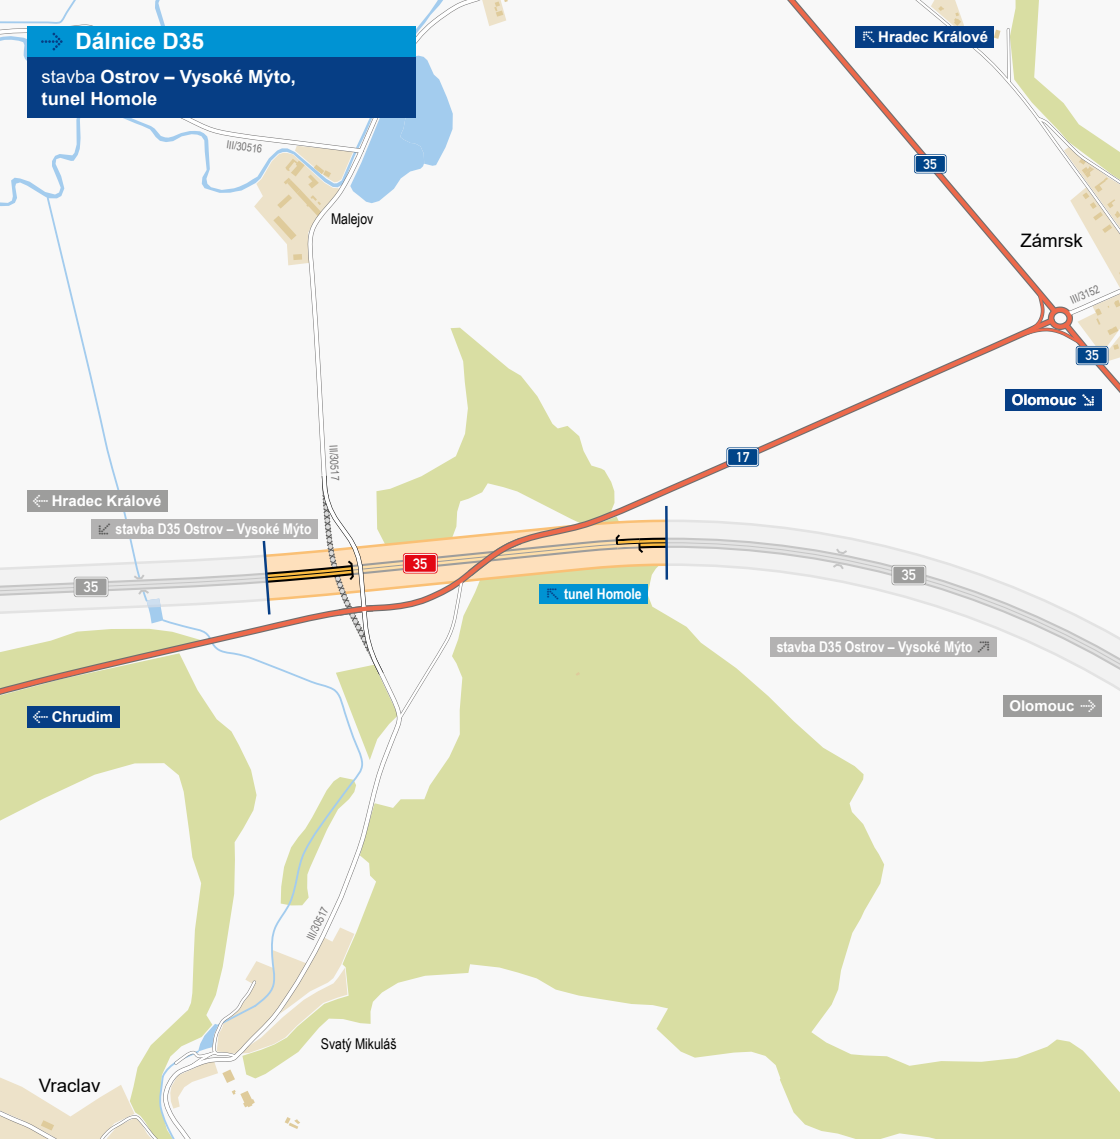 Dálnice D35
stavba Ostrov – Vysoké Mýto,
tunel Homole
Hradec Králové
III/30516
35
Malejov
Zámrsk
III/3152
35
Olomouc
17
III/30517
Hradec Králové
stavba D35 Ostrov – Vysoké Mýto
35
35
35
tunel Homole
stavba D35 Ostrov – Vysoké Mýto
Olomouc
Chrudim
III/30517
Svatý Mikuláš
Vraclav